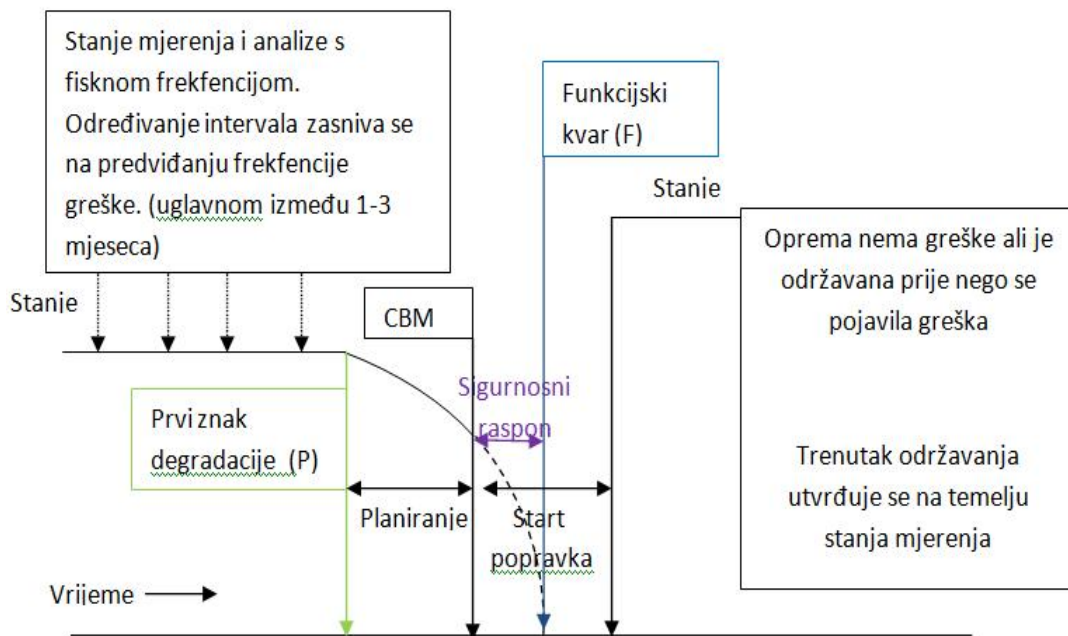 Stanje mjerenja i analize s
fisknom frekfencijom.
Određivanje intervala zasniva se
na predviđanju frekfencije
greške. (uglavnom između 1-3
mjeseca)
Funkcijski
kvar (F)
Stanje
Oprema nema greške ali je
održavana prije nego se
pojavila greška
Trenutak održavanja
utvrđuje se na temelju
stanja mjerenja
Stanje
CBM
Sigurnosni
raspon
Prvi znak
degradacije (P)
Planiranje
Start
popravka
Vrijeme